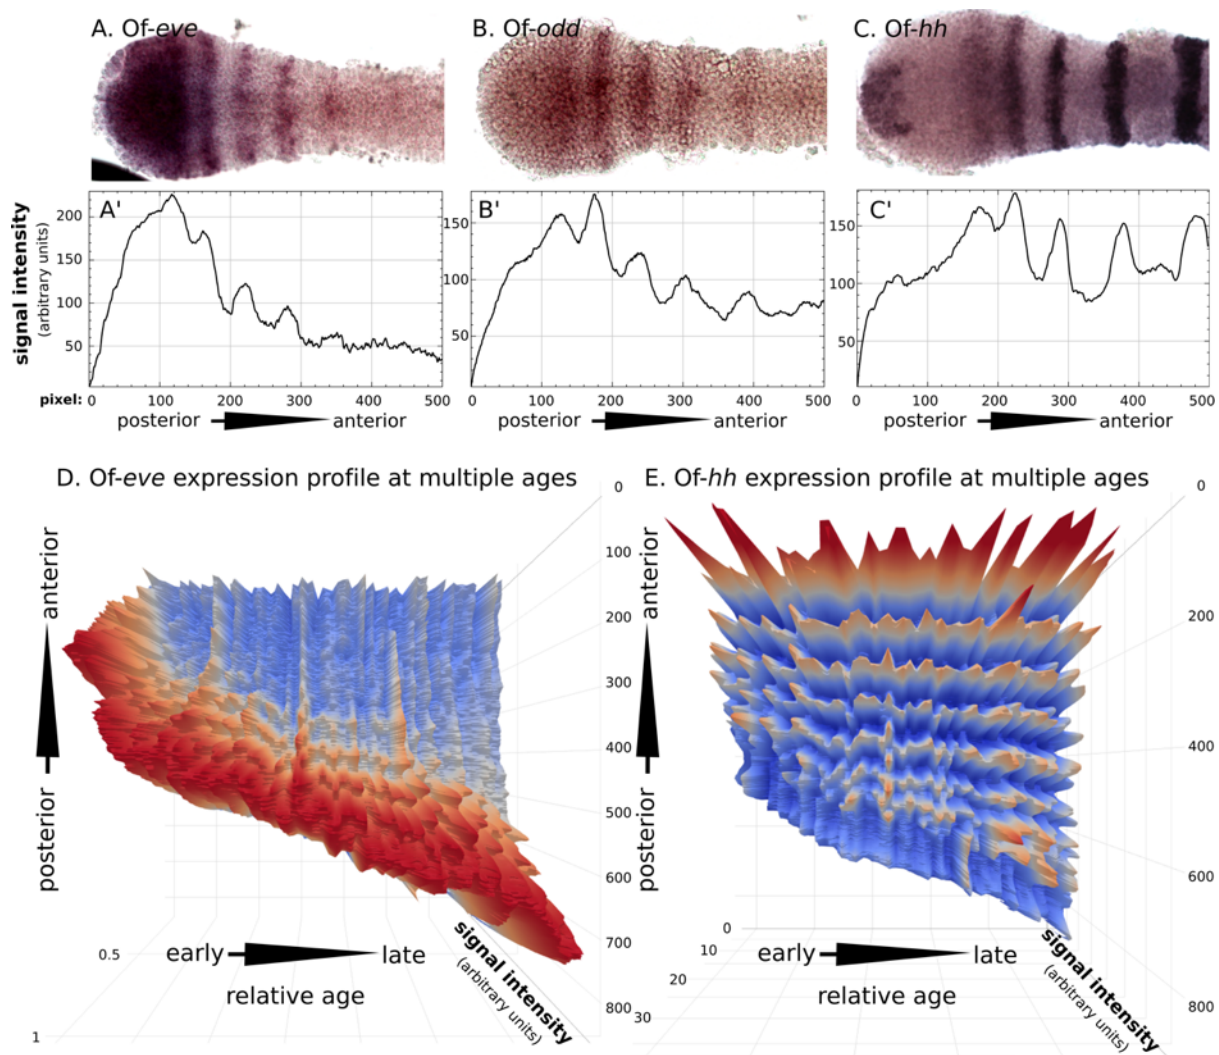 A. Of-eve
B. Of-odd
C. Of-hh
signal intensity
(arbitrary units)
A'
200
150
100
50
B'
150
100
50
C'
150
100
50
pixel: 0 100 200 300 400 500
0 100 200 300 400 500
0 100 200 300 400 500
posterior anterior
posterior anterior
posterior anterior
D. Of-eve expression profile at multiple ages
anterior
posterior
0
100
200
300
400
500
600
700
800
0.5
1
early late
relative age
signal intensity
(arbitrary units)
E. Of-hh expression profile at multiple ages
anterior
posterior
0
200
400
600
800
0
10
20
30
early late
relative age
signal intensity
(arbitrary units)